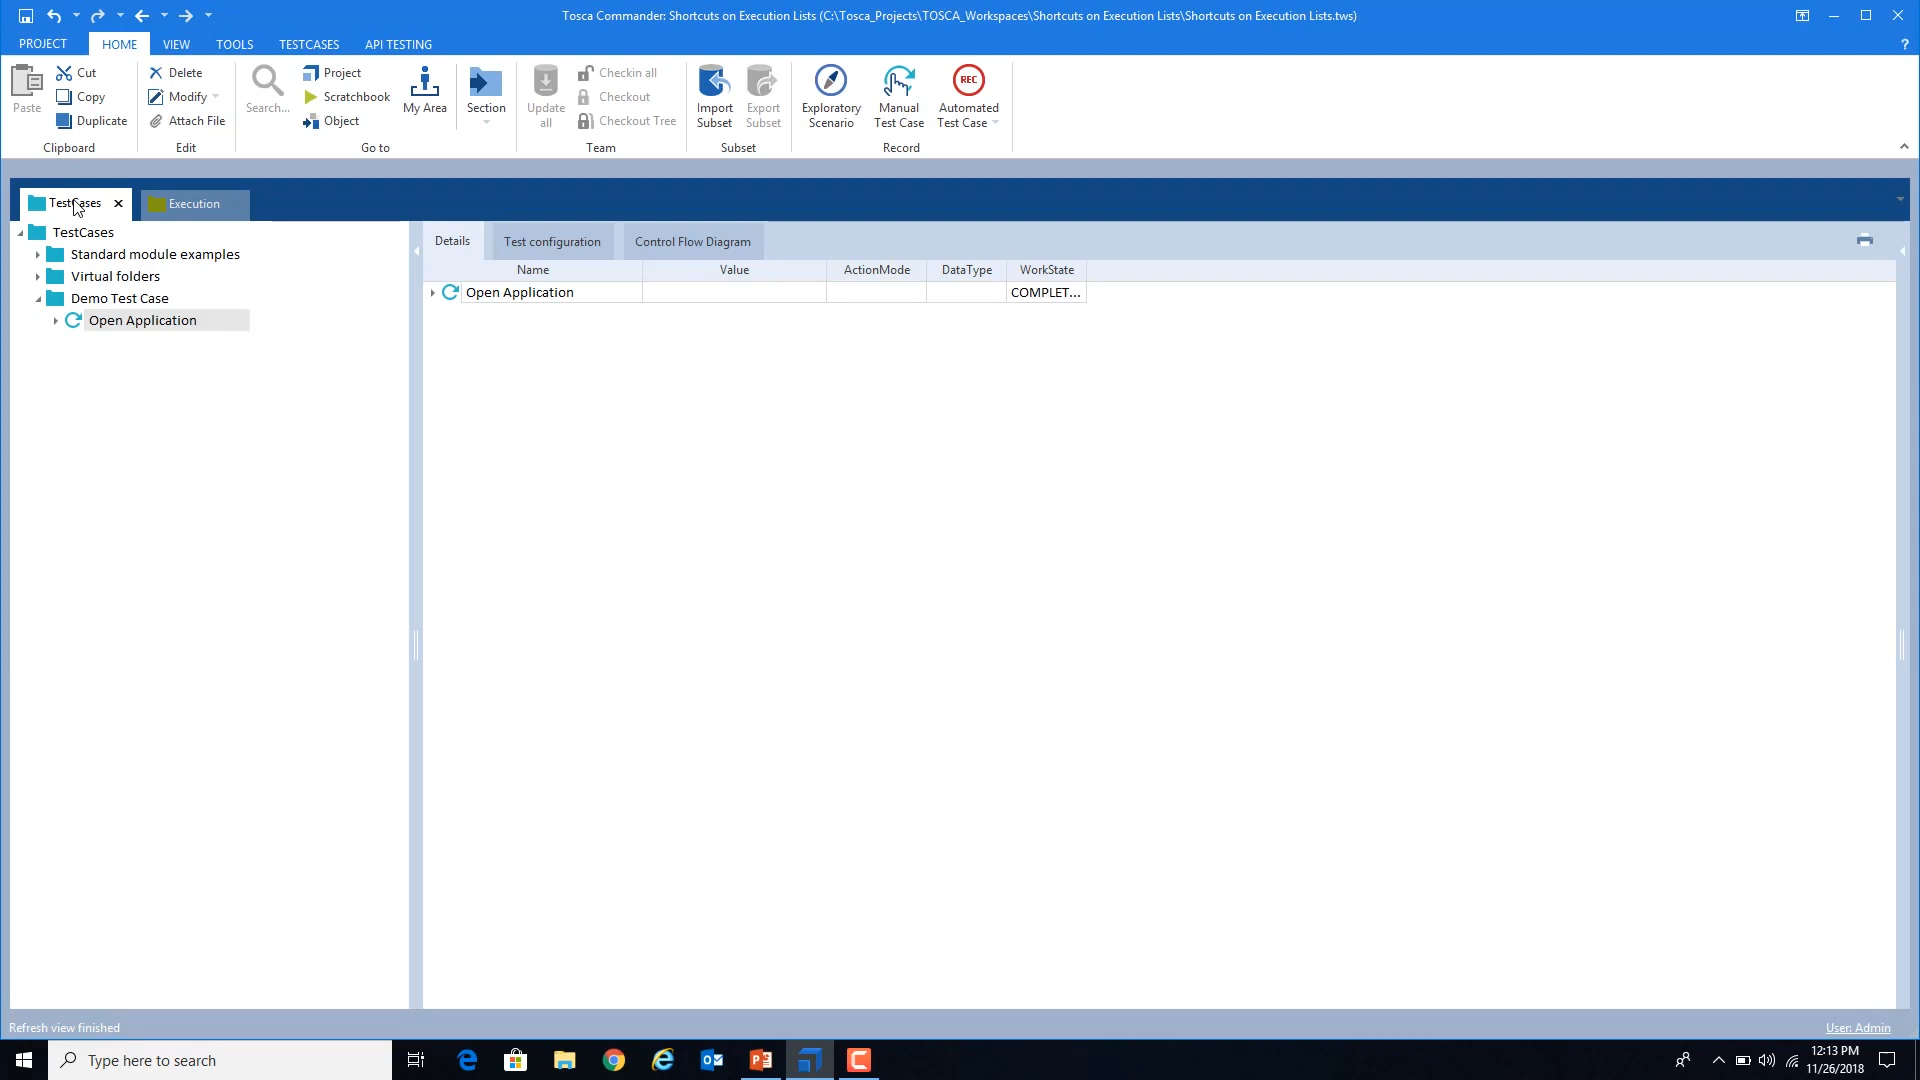 Tosca Commander: Shortcuts on Execution Lists (C:\Tosca_Projects\TOSCA_Workspaces\Shortcuts on Execution Lists\Shortcuts on Execution Lists.tws)
PROJECT HOME VIEW TOOLS TESTCASES API TESTING ?
Paste
Cut
Copy
Duplicate
Clipboard
Delete
Modify
Attach File
Edit
Search...
Project
Scratchbook
Object
My Area
Section
Go to
Update all
Checkin all
Checkout
Checkout Tree
Team
Import Subset
Export Subset
Subset
Exploratory Scenario
Manual Test Case
REC
Automated Test Case
Record
TestCases Execution
TestCases
Standard module examples
Virtual folders
Demo Test Case
Open Application
Details Test configuration Control Flow Diagram
Name Value ActionMode DataType WorkState
Open Application COMPLET...
Refresh view finished
User: Admin
Type here to search
12:13 PM
11/26/2018